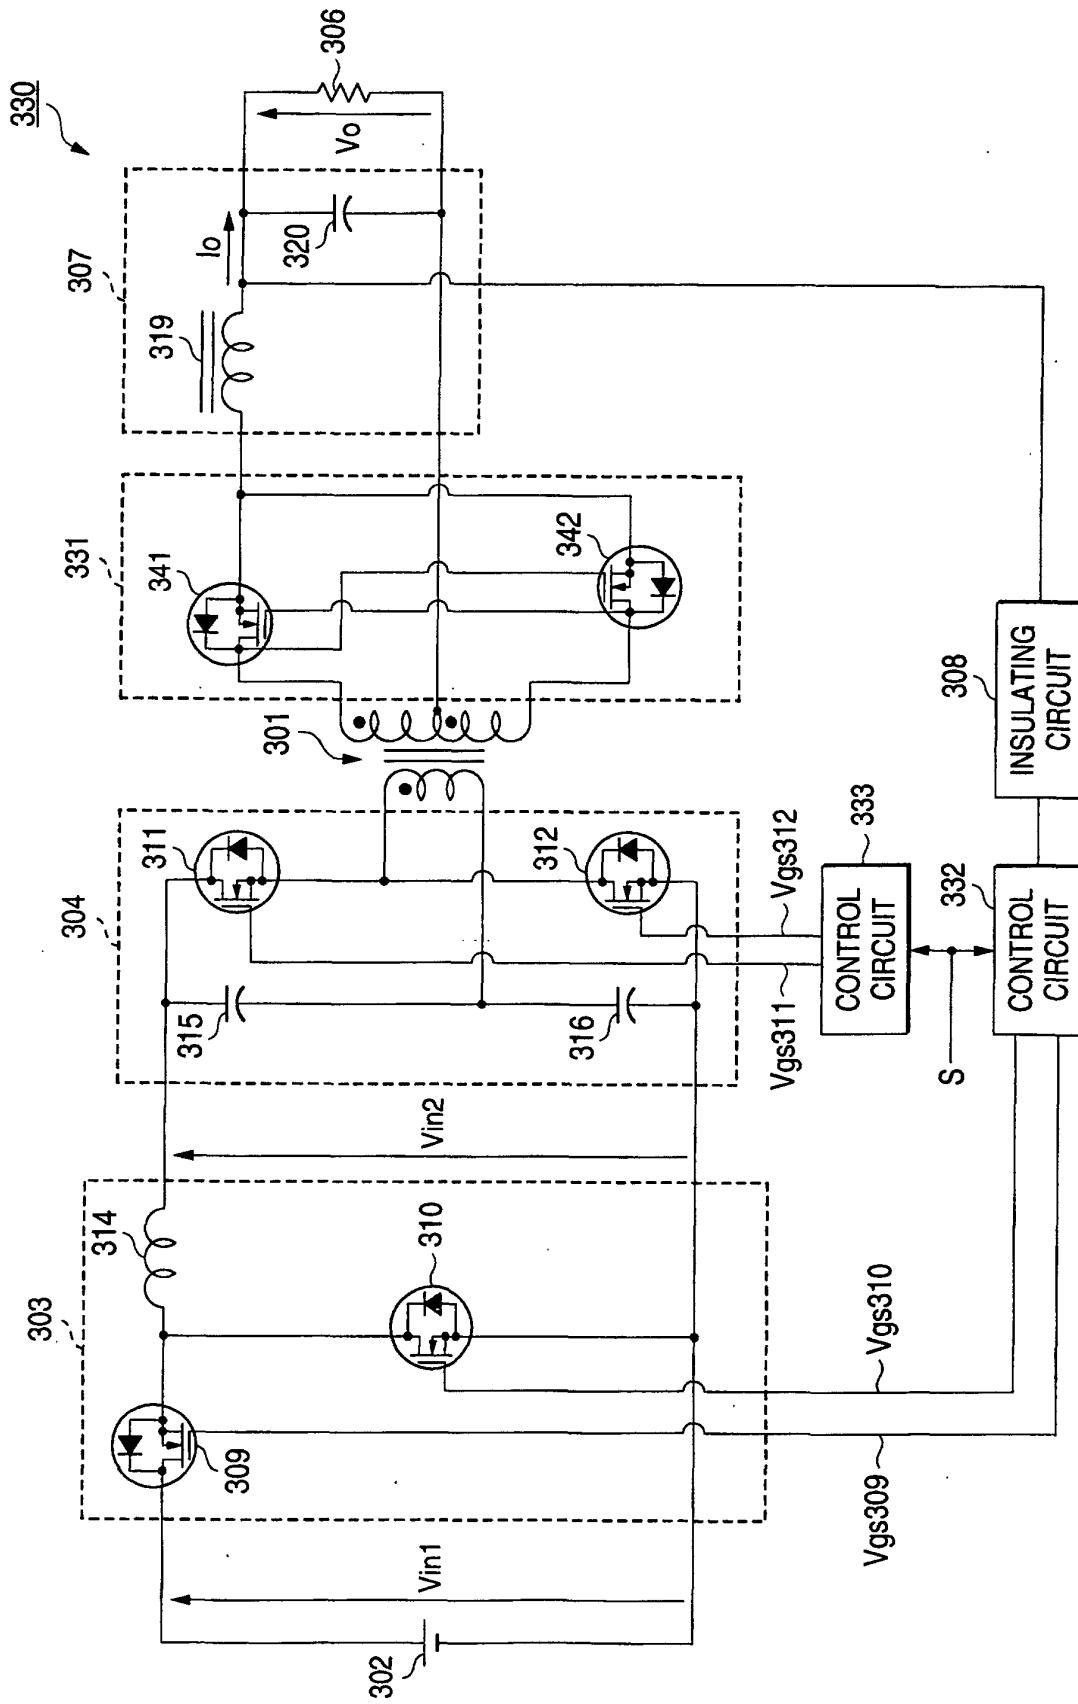 330
303
304
331
307
309
314
310
311
312
315
316
301
341
342
319
320
306
302
Vin1
Vin2
Io
Vo
Vgs309
Vgs310
Vgs311
Vgs312
333
CONTROL
CIRCUIT
S
332
CONTROL
CIRCUIT
308
INSULATING
CIRCUIT